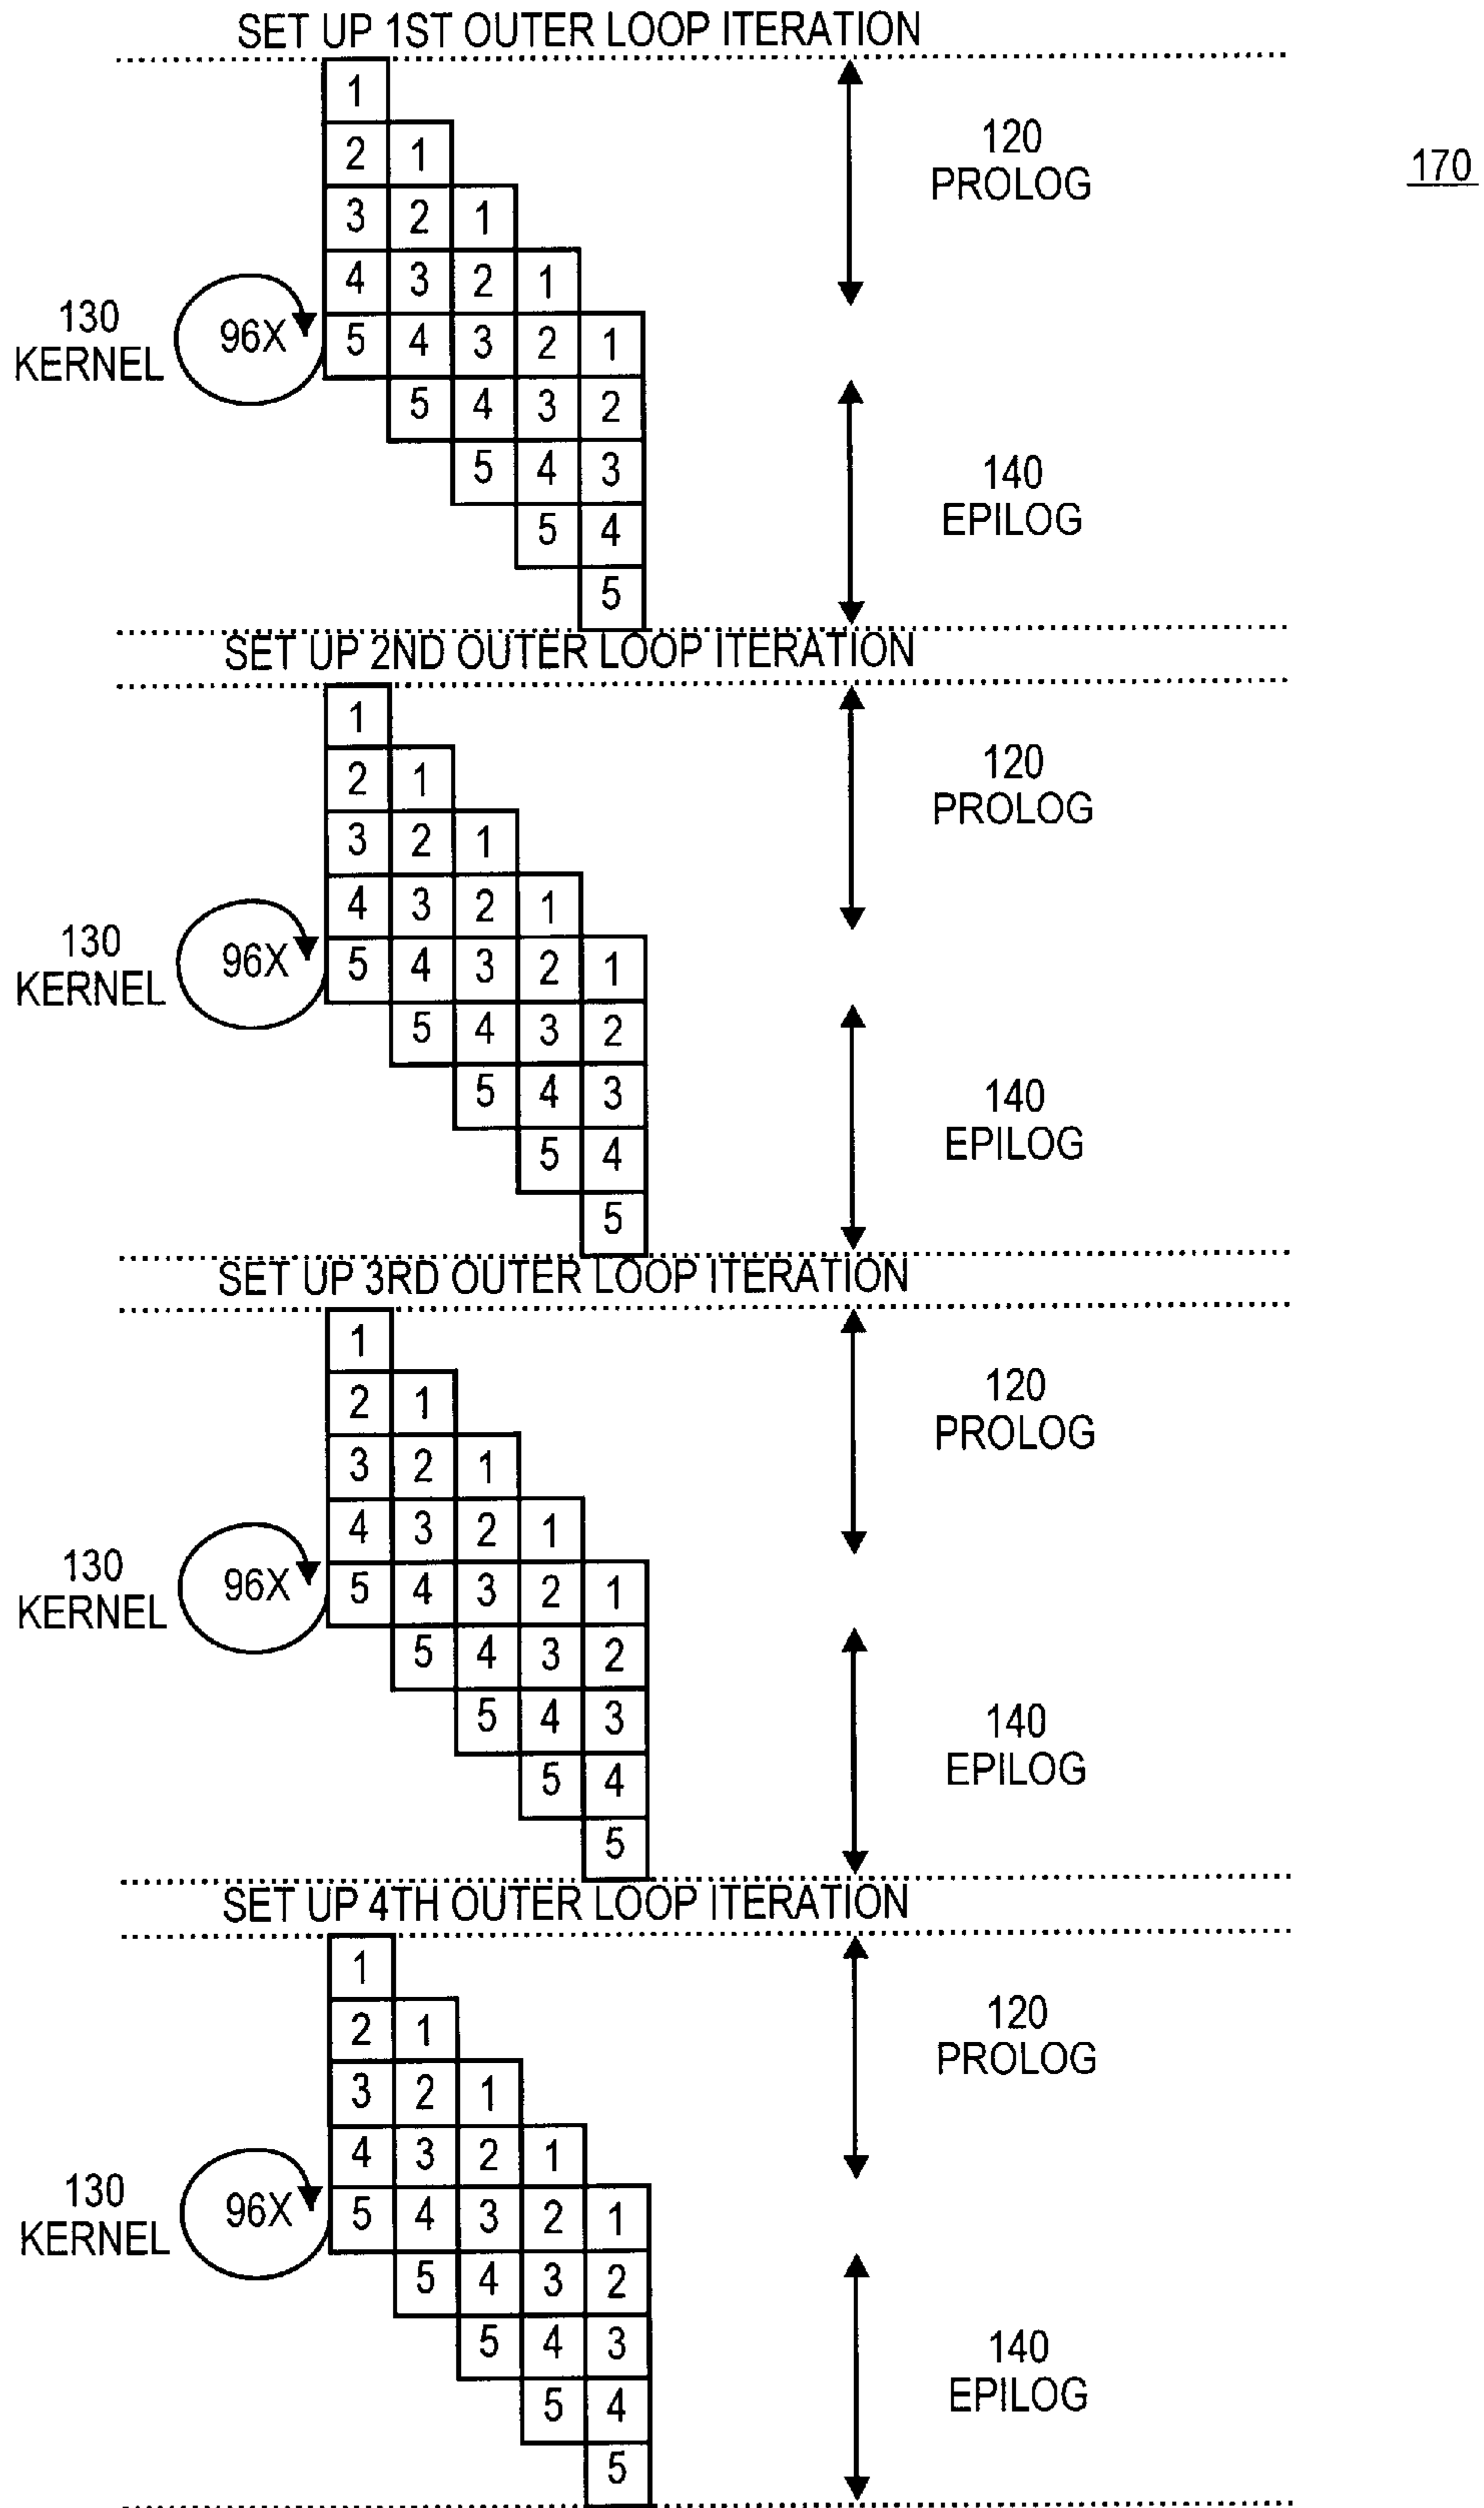 SET UP 1ST OUTER LOOP ITERATION
1
120
2 1
PROLOG
170
3 2 1
4 3 2 1
130
KERNEL
96X
5 4 3 2 1
5 4 3 2
5 4 3
140
EPILOG
5 4
5
SET UP 2ND OUTER LOOP ITERATION
1
120
2 1
PROLOG
3 2 1
4 3 2 1
130
KERNEL
96X
5 4 3 2 1
5 4 3 2
5 4 3
140
EPILOG
5 4
5
SET UP 3RD OUTER LOOP ITERATION
1
120
2 1
PROLOG
3 2 1
4 3 2 1
130
KERNEL
96X
5 4 3 2 1
5 4 3 2
5 4 3
140
EPILOG
5 4
5
SET UP 4TH OUTER LOOP ITERATION
1
120
2 1
PROLOG
3 2 1
4 3 2 1
130
KERNEL
96X
5 4 3 2 1
5 4 3 2
5 4 3
140
EPILOG
5 4
5